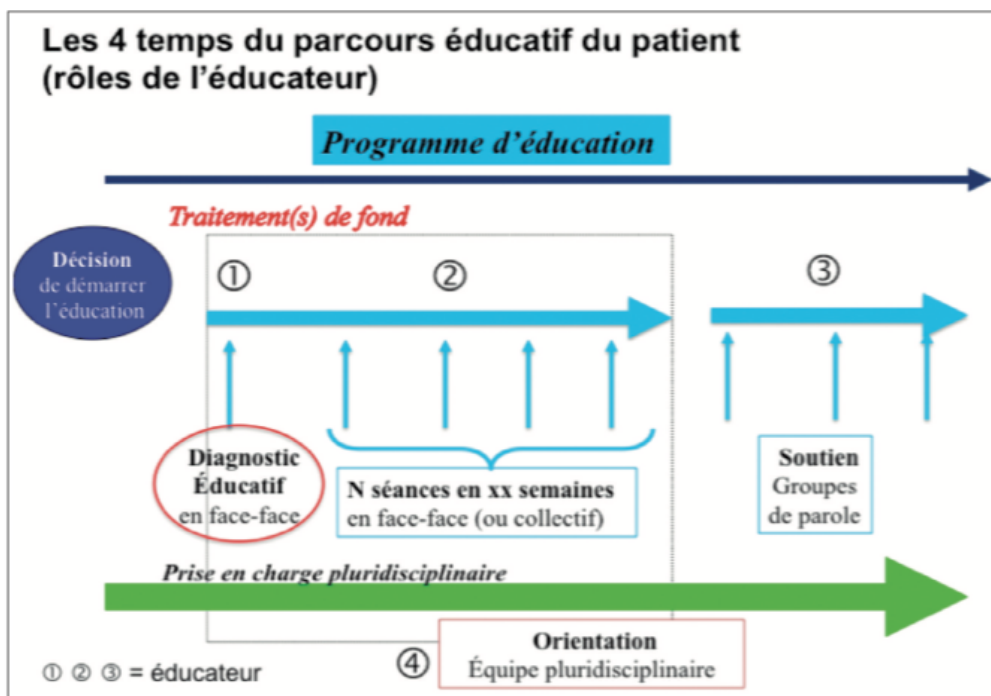 Les 4 temps du parcours éducatif du patient
(rôles de l'éducateur)
Programme d'éducation
Traitement(s) de fond
Décision
de démarrer
l'éducation
①
②
③
Diagnostic
Éducatif
en face-face
N séances en xx semaines
en face-face (ou collectif)
Soutien
Groupes
de parole
Prise en charge pluridisciplinaire
④
Orientation
Équipe pluridisciplinaire
① ② ③ = éducateur